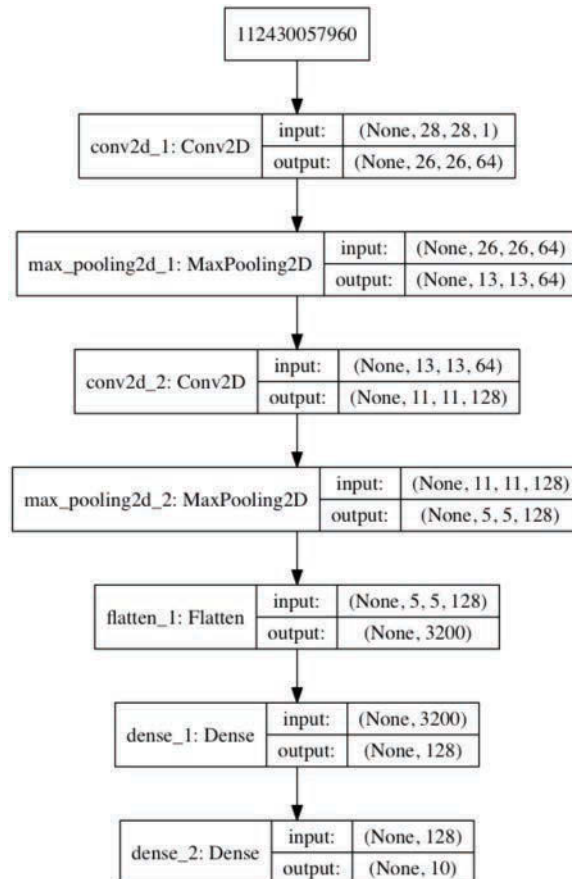 112430057960
conv2d_1: Conv2D
input: (None, 28, 28, 1)
output: (None, 26, 26, 64)
max_pooling2d_1: MaxPooling2D
input: (None, 26, 26, 64)
output: (None, 13, 13, 64)
conv2d_2: Conv2D
input: (None, 13, 13, 64)
output: (None, 11, 11, 128)
max_pooling2d_2: MaxPooling2D
input: (None, 11, 11, 128)
output: (None, 5, 5, 128)
flatten_1: Flatten
input: (None, 5, 5, 128)
output: (None, 3200)
dense_1: Dense
input: (None, 3200)
output: (None, 128)
dense_2: Dense
input: (None, 128)
output: (None, 10)